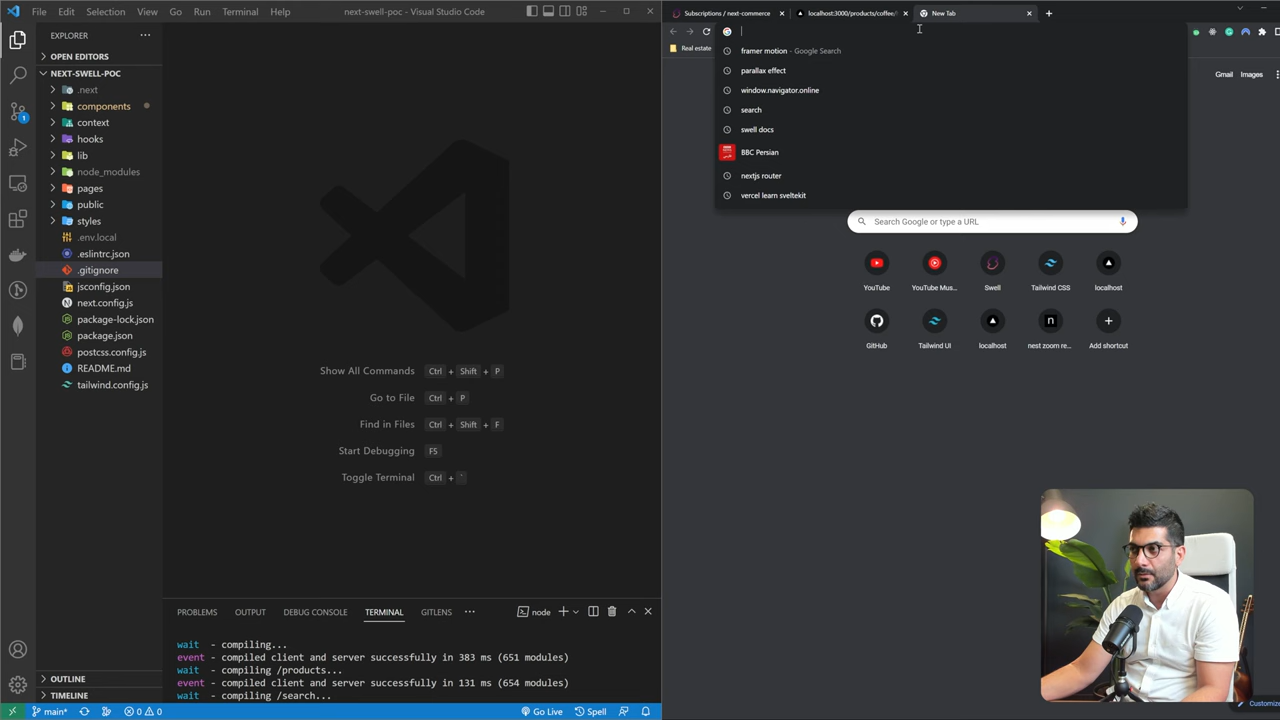 File Edit Selection View Go Run Terminal Help
next-swell-poc - Visual Studio Code
EXPLORER
OPEN EDITORS
NEXT-SWELL-POC
.next
components
context
hooks
lib
node_modules
pages
public
styles
.env.local
.eslintrc.json
.gitignore
jsconfig.json
next.config.js
package-lock.json
package.json
postcss.config.js
README.md
tailwind.config.js
OUTLINE
TIMELINE
1
Show All Commands Ctrl + Shift + P
Go to File Ctrl + P
Find in Files Ctrl + Shift + F
Start Debugging F5
Toggle Terminal Ctrl + `
PROBLEMS OUTPUT DEBUG CONSOLE TERMINAL GITLENS
node
wait - compiling...
event - compiled client and server successfully in 383 ms (651 modules)
wait - compiling /products...
event - compiled client and server successfully in 131 ms (654 modules)
wait - compiling /search...
main* 0 0 Go Live Spell
Subscriptions / next-commerce
localhost:3000/products/coffee/
New Tab
Real estate
framer motion - Google Search
parallax effect
window.navigator.online
search
swell docs
BBC Persian
nextjs router
vercel learn sveltekit
Gmail Images
Search Google or type a URL
YouTube YouTube Mus... Swell Tailwind CSS localhost
GitHub Tailwind UI localhost nest zoom re... Add shortcut
Customize